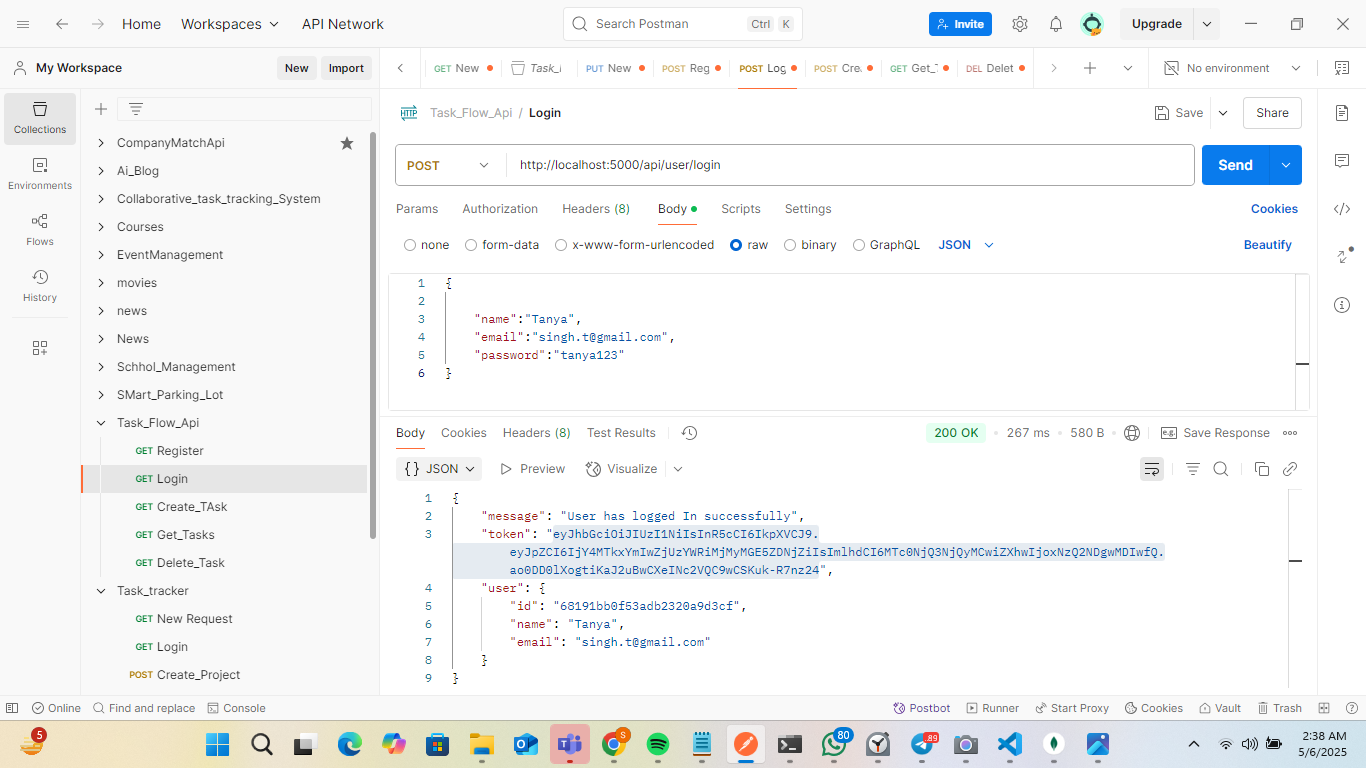 Home Workspaces API Network Search Postman Ctrl K Invite Upgrade
My Workspace New Import GET New Task_I PUT New POST Reg POST Log POST Cre. GET Get_T DEL Delet No environment
Collections
Environments
Flows
History
CompanyMatchApi
Ai_Blog
Collaborative_task_tracking_System
Courses
EventManagement
movies
news
News
Schhol_Management
SMart_Parking_Lot
Task_Flow_Api
GET Register
GET Login
GET Create_TAsk
GET Get_Tasks
GET Delete_Task
Task_tracker
GET New Request
GET Login
POST Create_Project
HTTP Task_Flow_Api / Login Save Share
POST http://localhost:5000/api/user/login Send
Params Authorization Headers (8) Body Scripts Settings Cookies
none form-data x-www-form-urlencoded raw binary GraphQL JSON Beautify
1 {
2
3 "name":"Tanya",
4 "email":"singh.t@gmail.com",
5 "password":"tanya123"
6 }
Body Cookies Headers (8) Test Results 200 OK 267 ms 580 B e.g. Save Response
{} JSON Preview Visualize
1 {
2 "message": "User has logged In successfully",
3 "token": "eyJhbGciOiJIUzI1NiIsInR5cCI6IkpXVCJ9.
eyJpZCI6IjY4MTkxYmIwZjUzYWRiMjMyMGE5ZDNjZiIsImlhdCI6MTc0NjQ3NjQyMCwiZXhwIjoxNzQ2NDgwMDIwfQ.
ao0DD0lXogtiKaJ2uBwCXeINc2VQC9wCSKuk-R7nz24",
4 "user": {
5 "id": "68191bb0f53adb2320a9d3cf",
6 "name": "Tanya",
7 "email": "singh.t@gmail.com"
8 }
9 }
Online Find and replace Console Postbot Runner Start Proxy Cookies Vault Trash
5 S 80 89 2:38 AM
5/6/2025